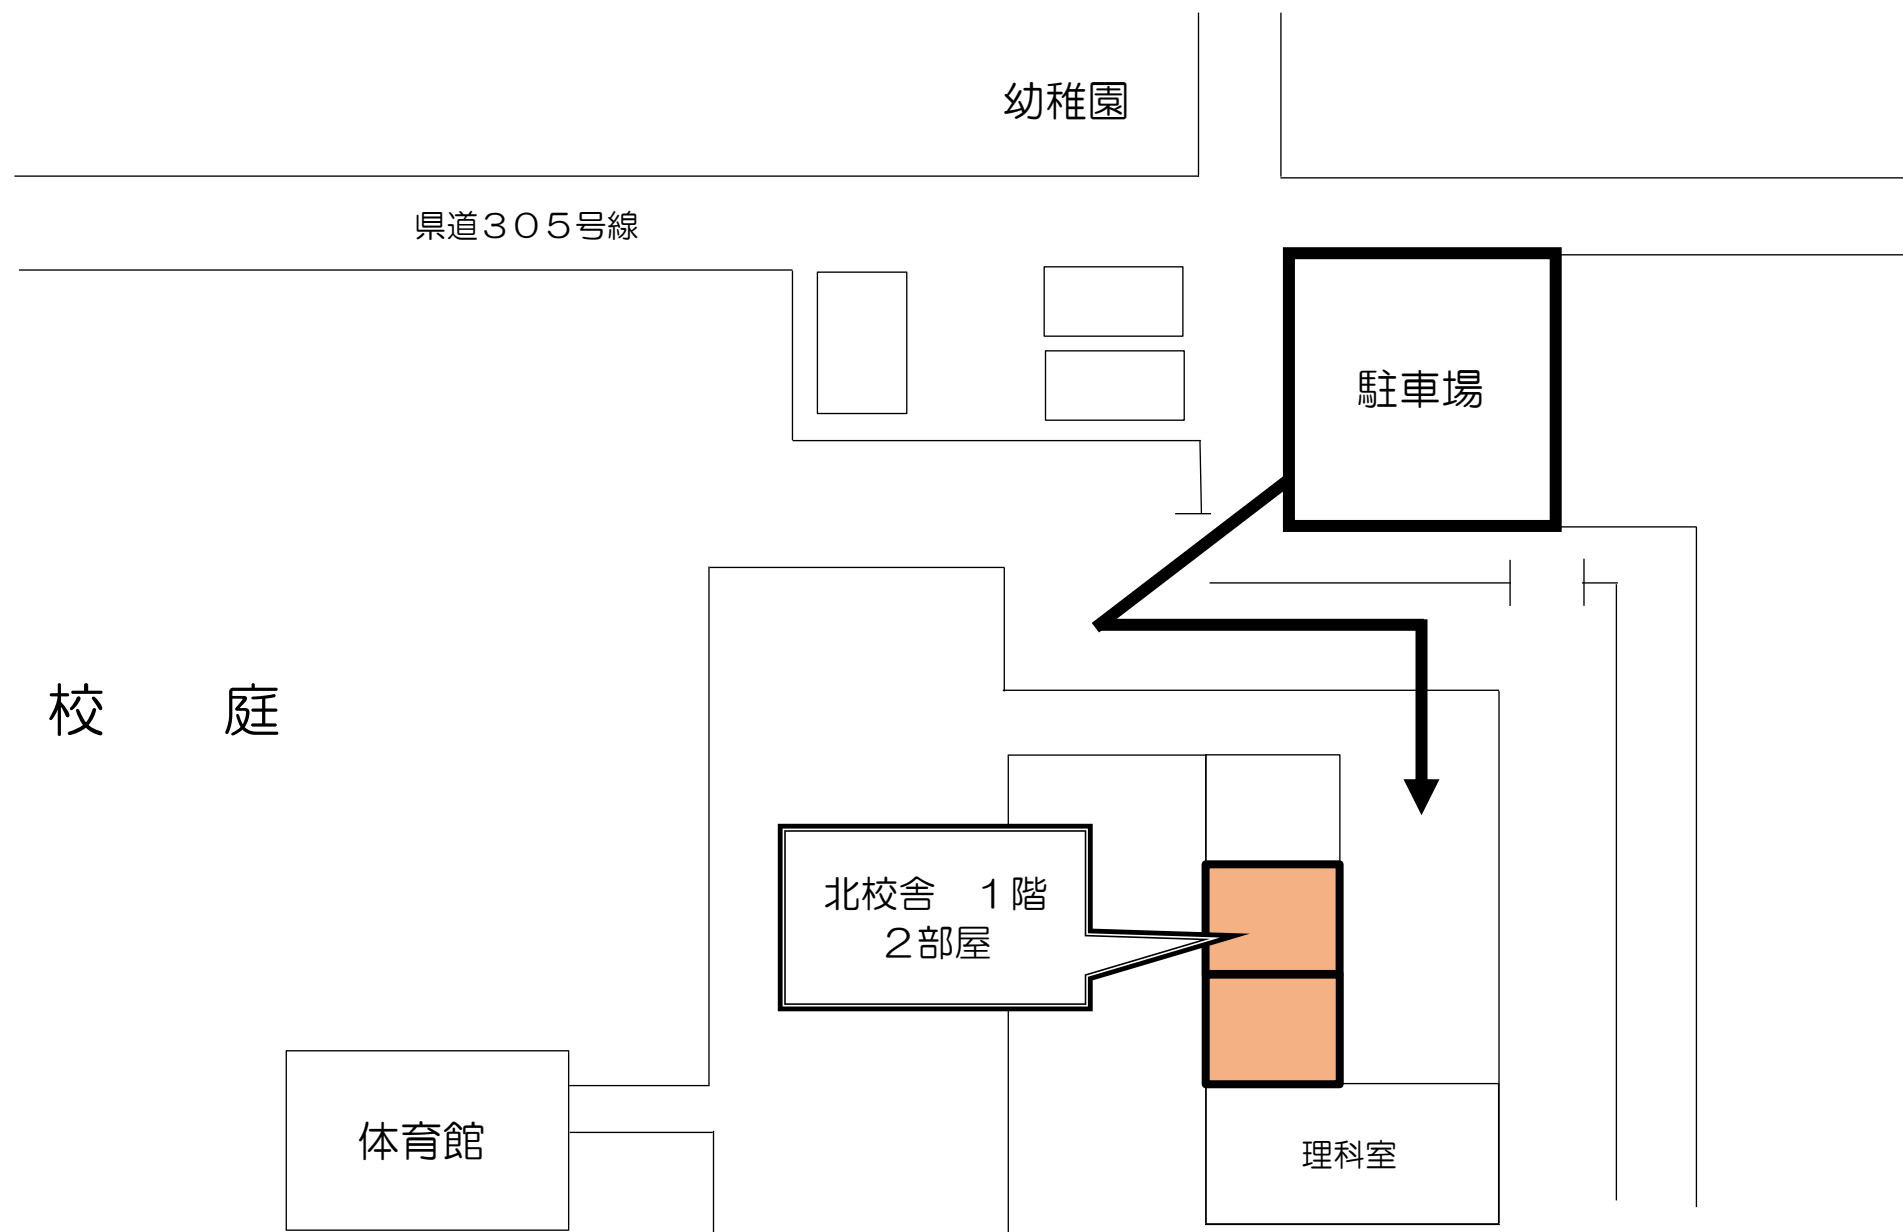 幼稚園
県道３０５号線
駐車場
校　庭
北校舎　１階
２部屋
体育館
理科室